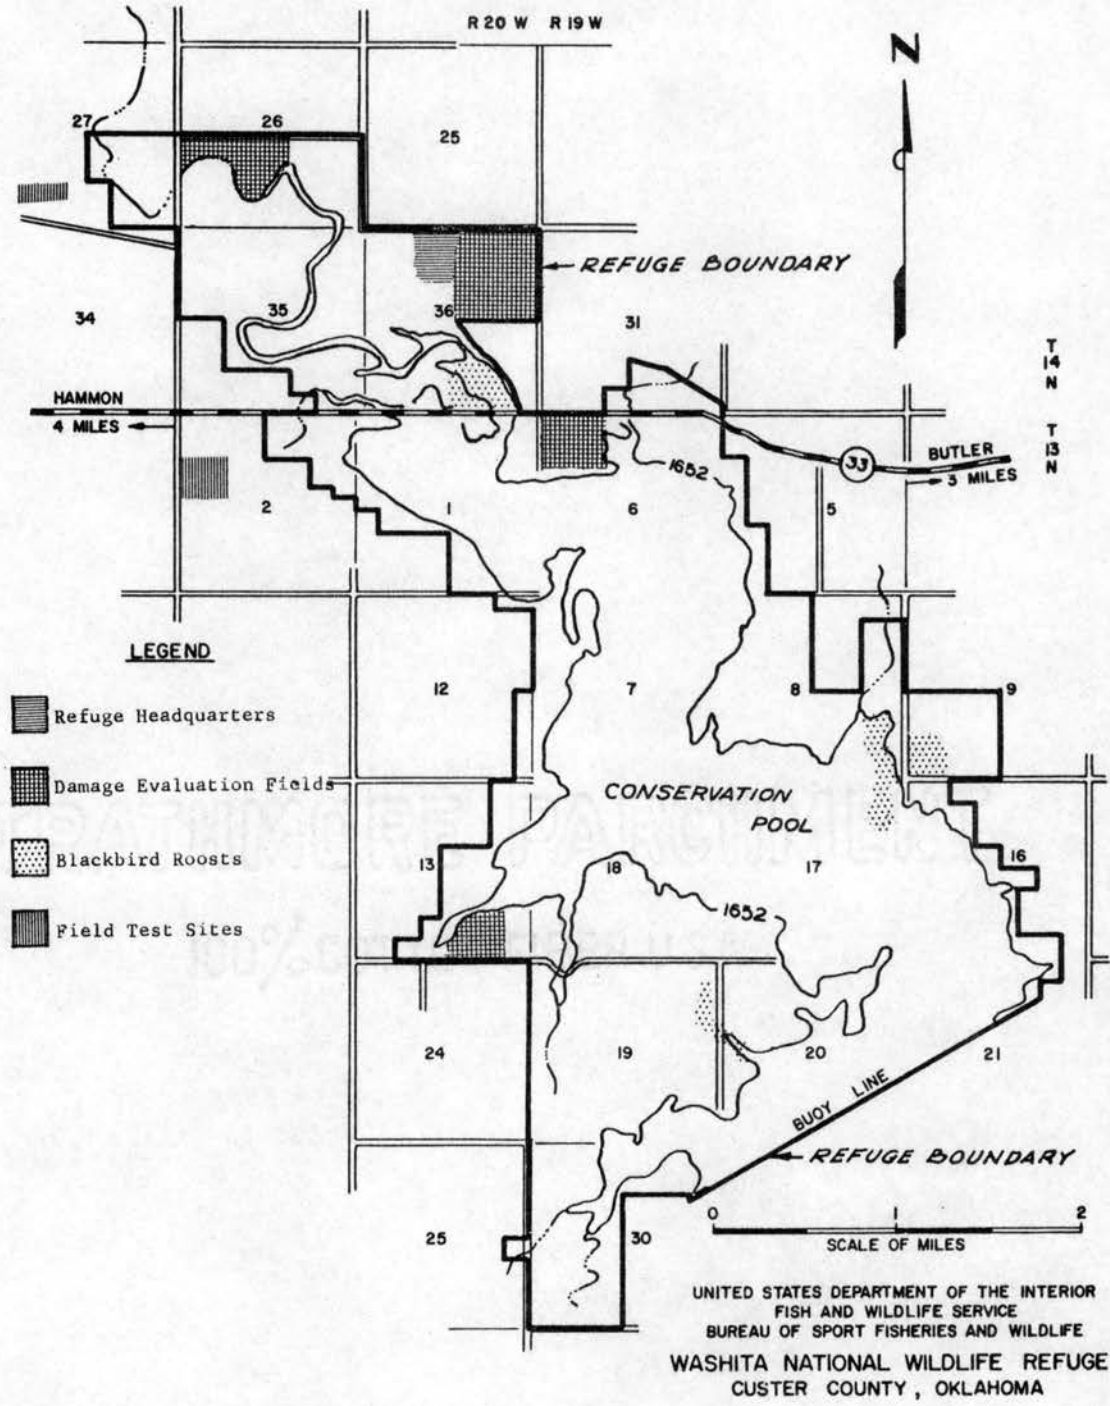 R 20 W R 19 W
N
27
26
25
REFUGE BOUNDARY
34
35
36
31
T
14
N
HAMMON
4 MILES
T
13
N
33
BUTLER
3 MILES
1652
2
1
6
5
LEGEND
Refuge Headquarters
Damage Evaluation Fields
Blackbird Roosts
Field Test Sites
12
7
8
9
CONSERVATION
POOL
13
18
17
16
1652
24
19
20
21
BUOY LINE
REFUGE BOUNDARY
25
30
0 1 2
SCALE OF MILES
UNITED STATES DEPARTMENT OF THE INTERIOR
FISH AND WILDLIFE SERVICE
BUREAU OF SPORT FISHERIES AND WILDLIFE
WASHITA NATIONAL WILDLIFE REFUGE
CUSTER COUNTY, OKLAHOMA